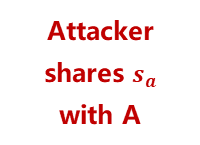 Attacker
shares sₐ
with A